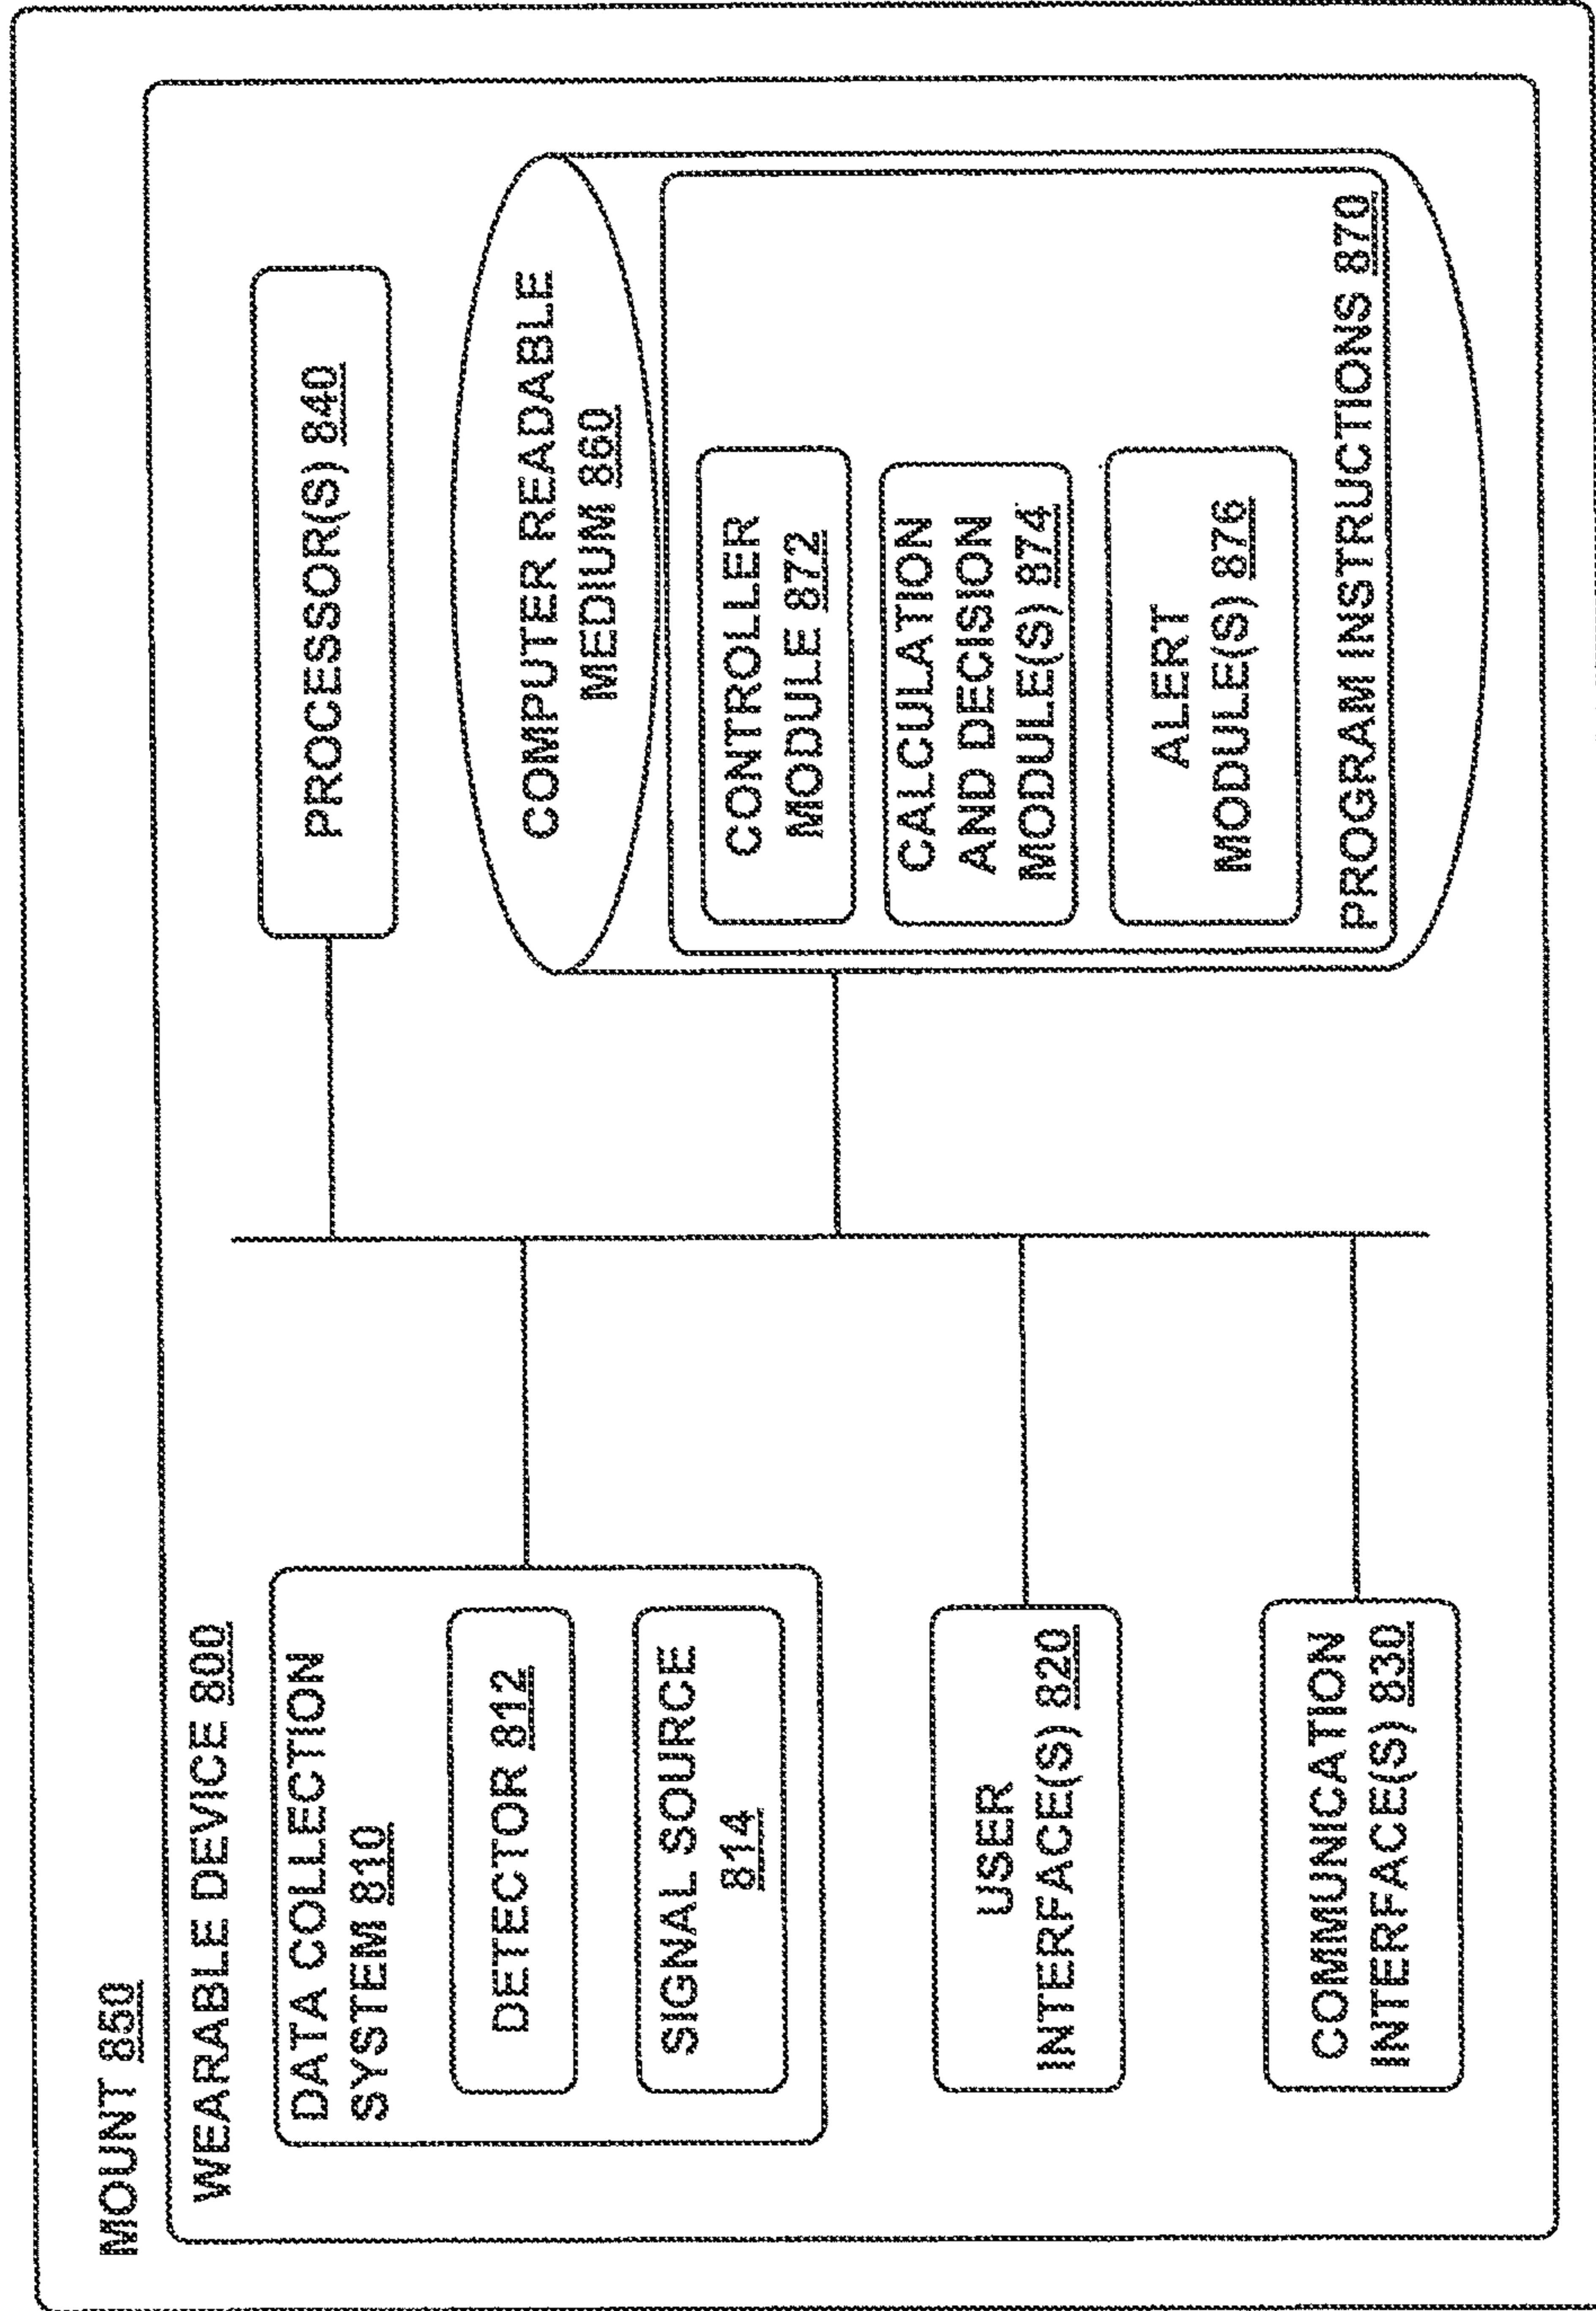 MOUNT 850
WEARABLE DEVICE 800
DATA COLLECTION
SYSTEM 810
DETECTOR 812
SIGNAL SOURCE
814
USER
INTERFACE(S) 820
COMMUNICATION
INTERFACE(S) 830
PROCESSOR(S) 840
COMPUTER READABLE
MEDIUM 860
CONTROLLER
MODULE 872
CALCULATION
AND DECISION
MODULE(S) 874
ALERT
MODULE(S) 876
PROGRAM INSTRUCTIONS 870